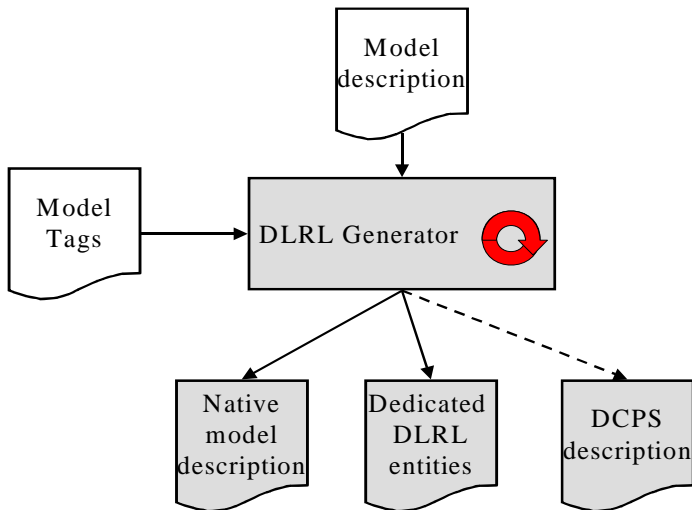 Model
description
Model
Tags
DLRL Generator
Native
model
description
Dedicated
DLRL
entities
DCPS
description